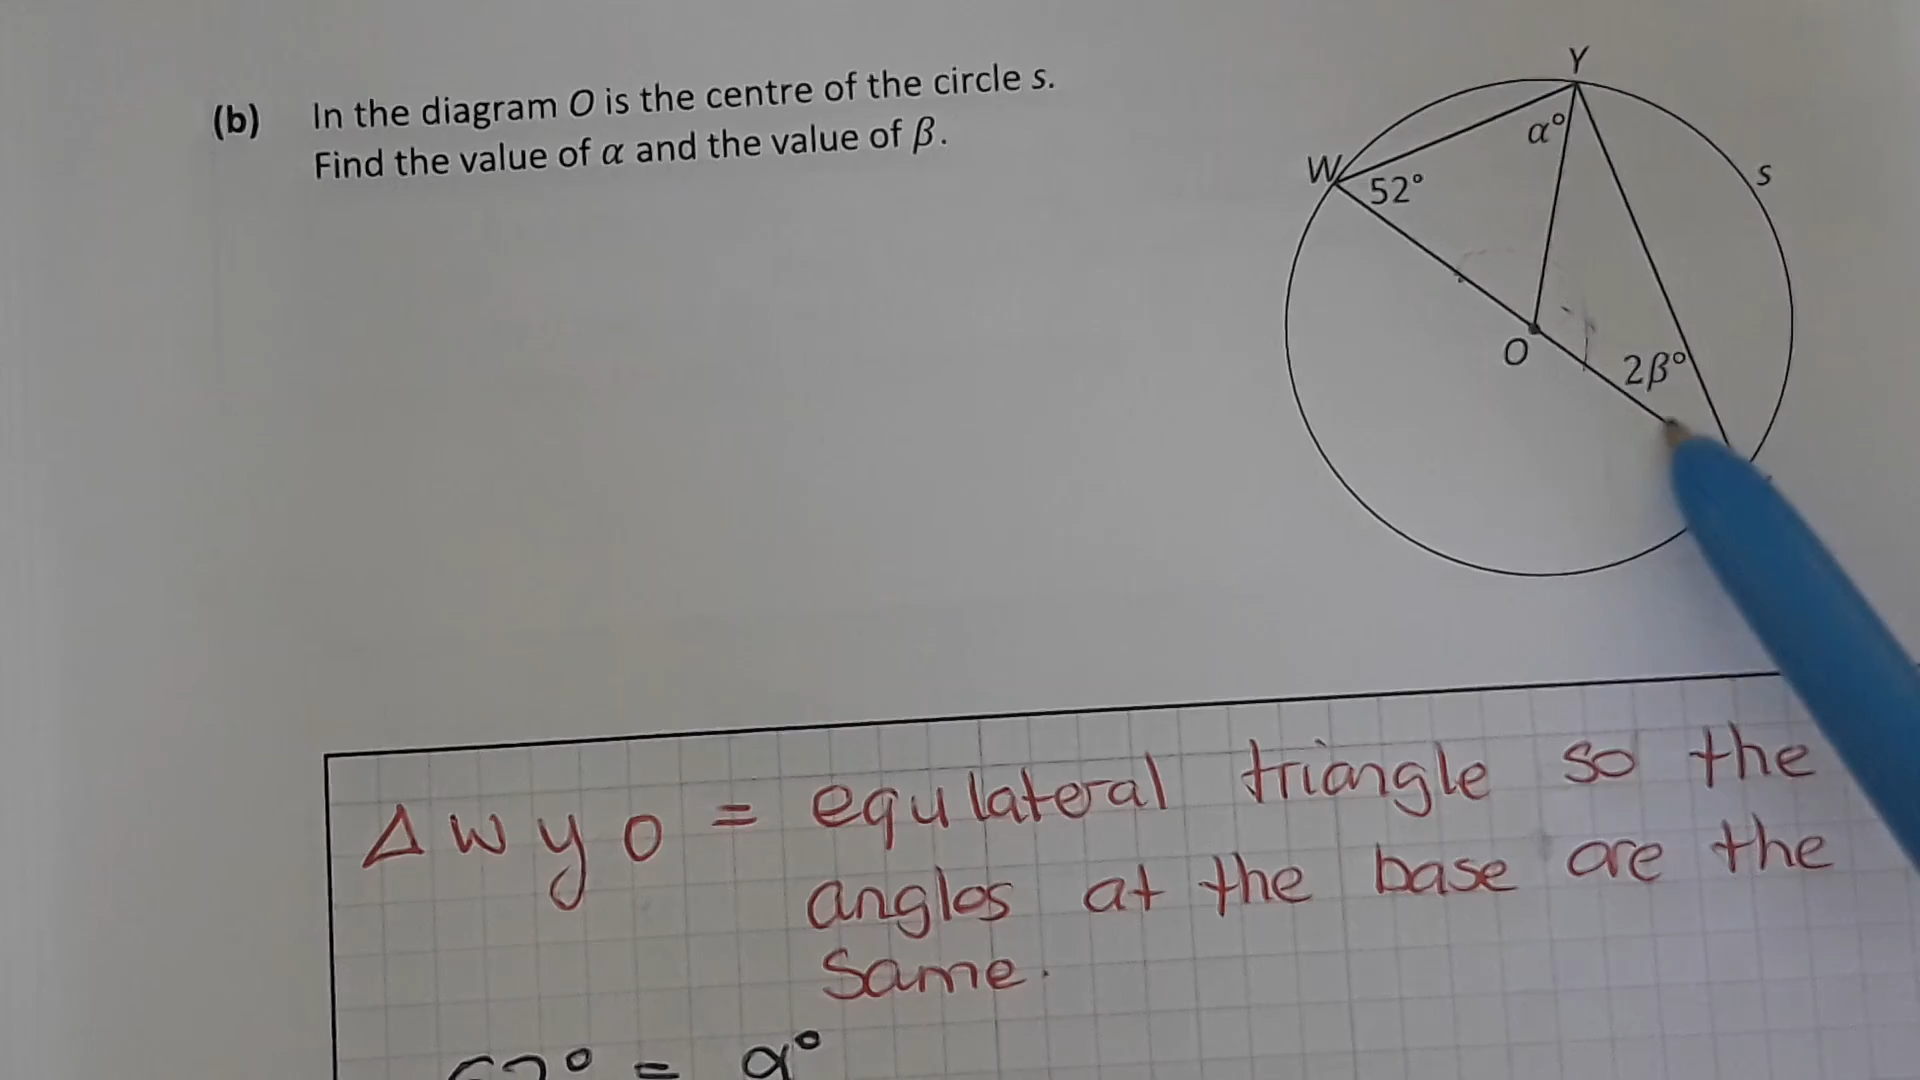 (b) In the diagram O is the centre of the circle s.
Find the value of α and the value of β.
Y
α°
W
52°
s
O
2β°
Δ w y o = equlateral triangle so the
angles at the base are the
same.
52° = α°